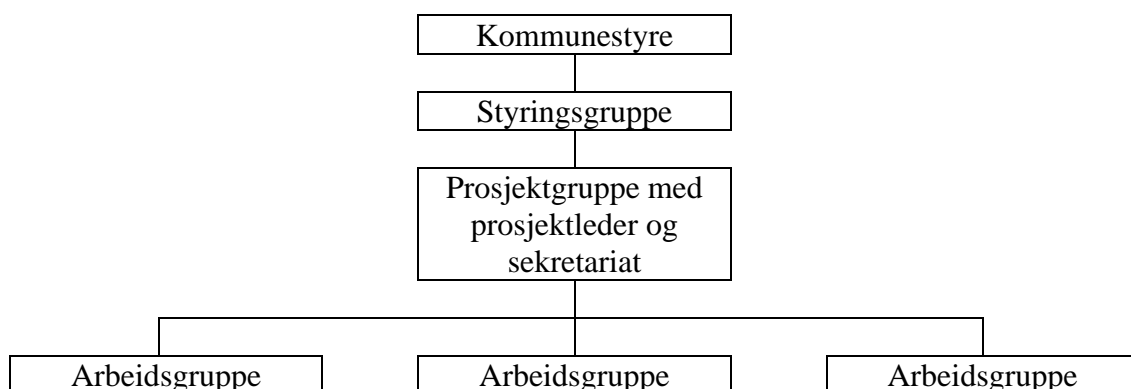 Kommunestyre
Styringsgruppe
Prosjektgruppe med
prosjektleder og
sekretariat
Arbeidsgruppe
Arbeidsgruppe
Arbeidsgruppe